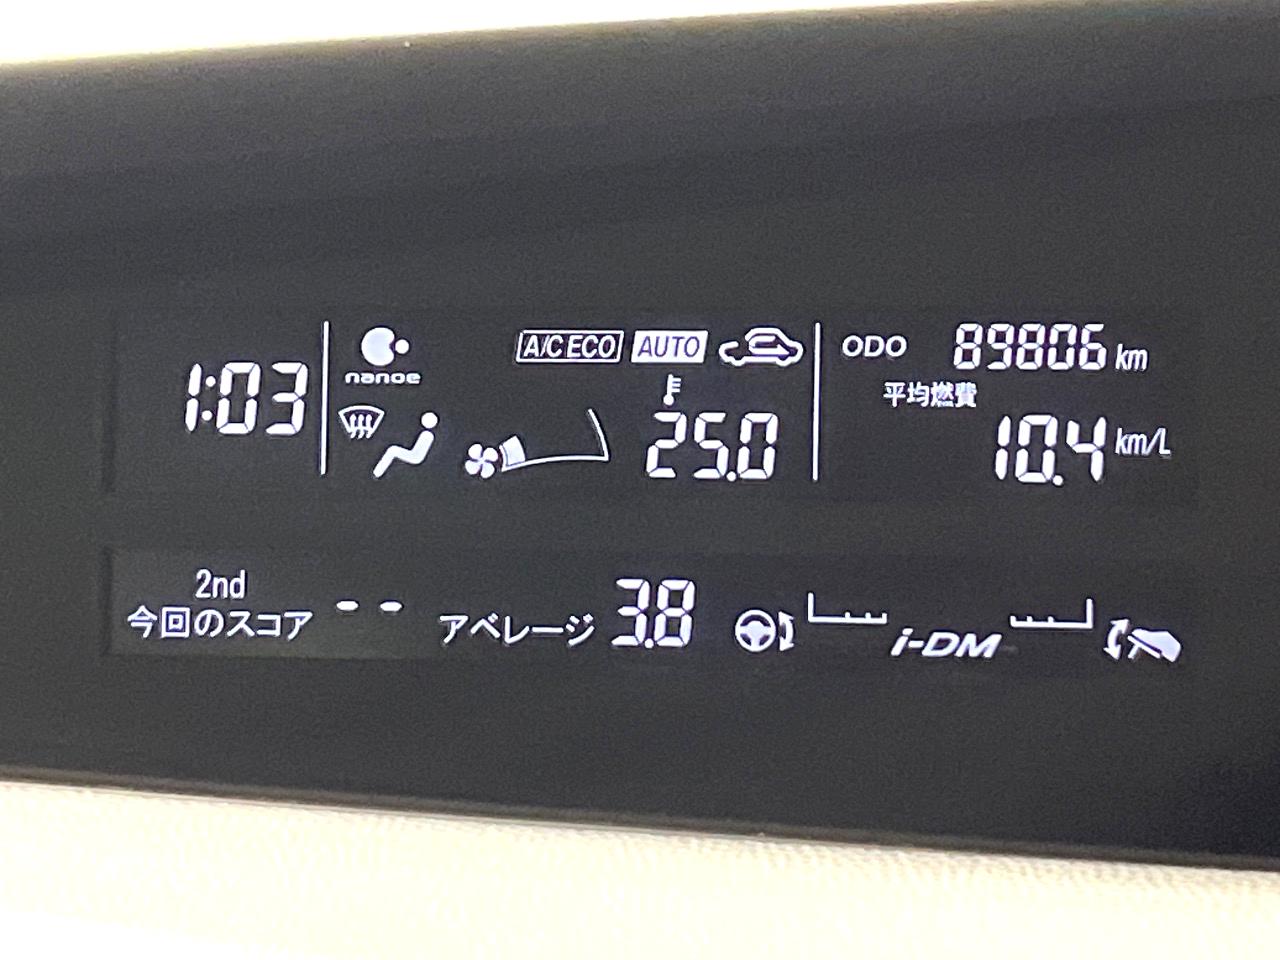 1:03
nanoe
A/C ECO AUTO
25.0
ODO 89806 km
平均燃費
10.4 km/L
2nd
今回のスコア -- アベレージ 3.8 i-DM